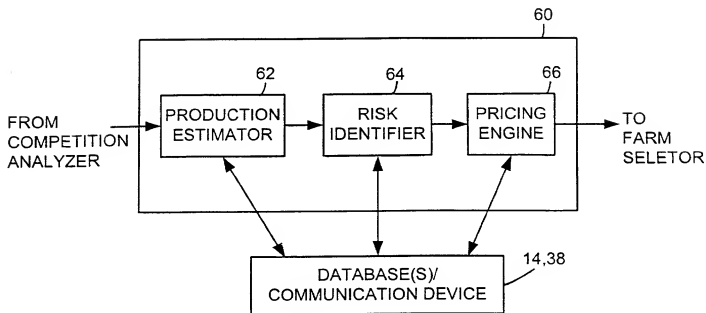 60
62
64
66
FROM
COMPETITION
ANALYZER
PRODUCTION
ESTIMATOR
RISK
IDENTIFIER
PRICING
ENGINE
TO
FARM
SELETOR
14,38
DATABASE(S)/
COMMUNICATION DEVICE